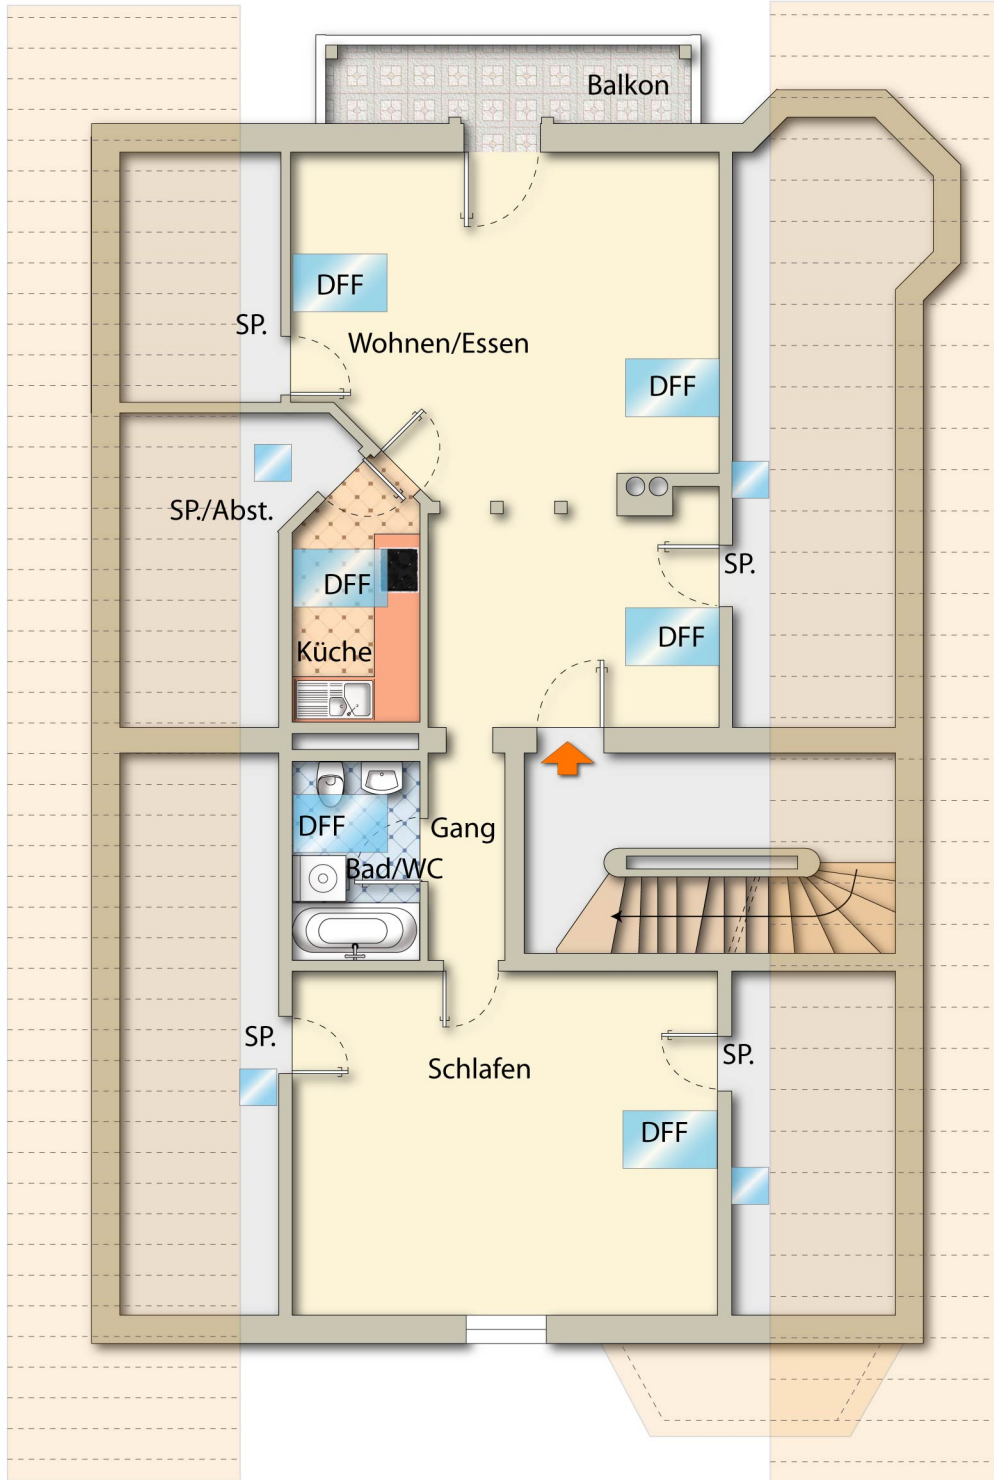 Balkon
DFF
SP.
Wohnen/Essen
DFF
SP./Abst.
SP.
DFF
DFF
Küche
DFF
Gang
Bad/WC
SP.
SP.
Schlafen
DFF